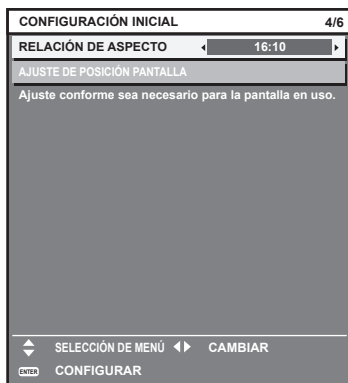 CONFIGURACIÓN INICIAL 4/6
RELACIÓN DE ASPECTO 16:10
AJUSTE DE POSICIÓN PANTALLA
Ajuste conforme sea necesario para la pantalla en uso.
SELECCIÓN DE MENÚ CAMBIAR
ENTER CONFIGURAR